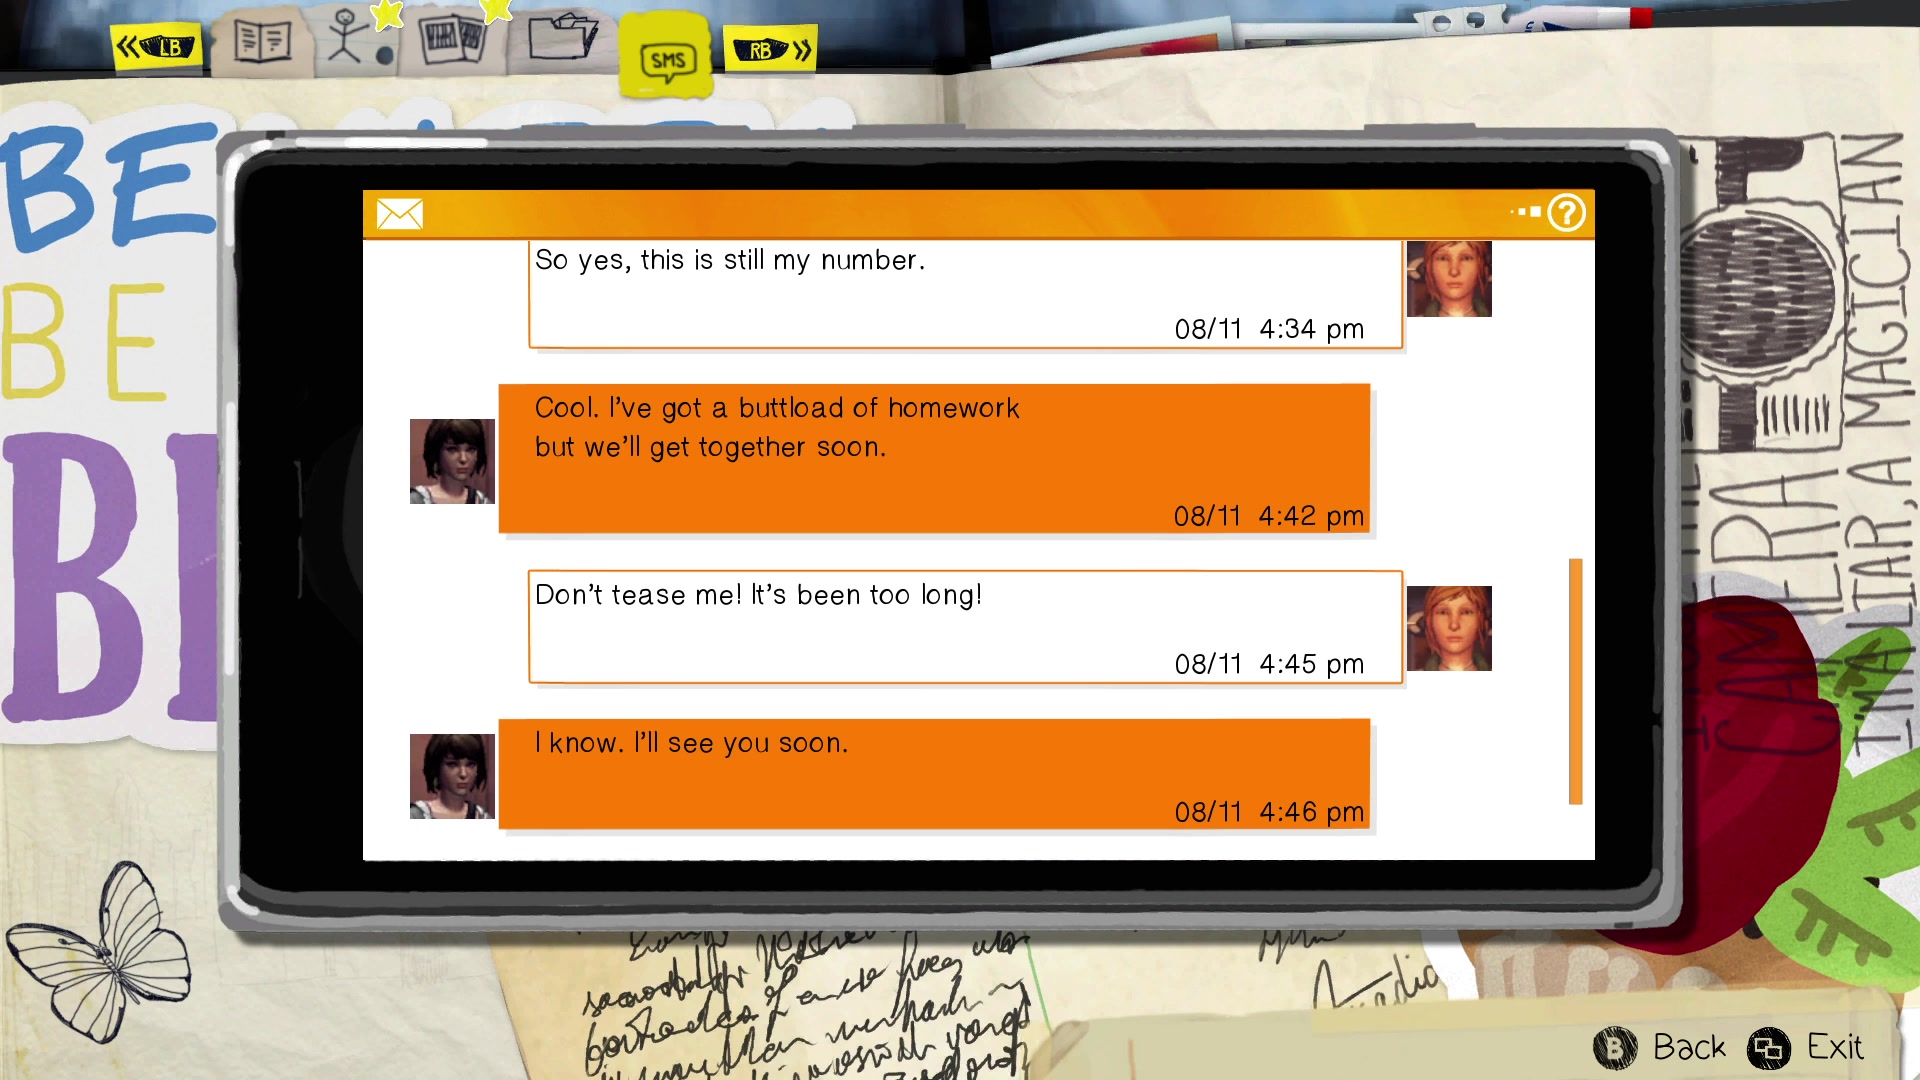 LB
SMS
RB
BE
BE
So yes, this is still my number.
08/11 4:34 pm
Cool. I've got a buttload of homework
but we'll get together soon.
08/11 4:42 pm
Don't tease me! It's been too long!
08/11 4:45 pm
I know. I'll see you soon.
08/11 4:46 pm
CAMERA
I'M A LIAR, A MAGICIAN
B Back
Exit